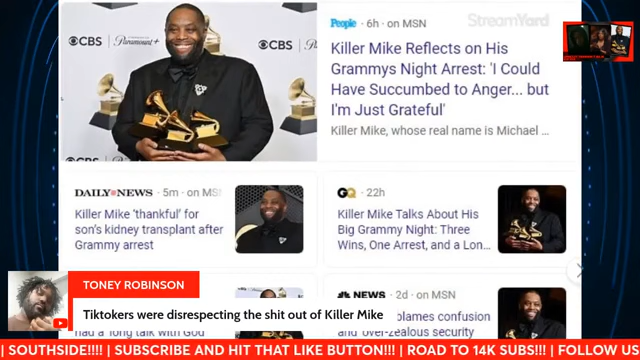 CBS
Paramount+
CBS
People · 6h · on MSN
StreamYard
Killer Mike Reflects on His
Grammys Night Arrest: 'I Could
Have Succumbed to Anger... but
I'm Just Grateful'
Killer Mike, whose real name is Michael ...
DAILY NEWS · 5m · on MS
Killer Mike 'thankful' for
son's kidney transplant after
Grammy arrest
GQ · 22h
Killer Mike Talks About His
Big Grammy Night: Three
Wins, One Arrest, and a Lon...
NEWS · 2d · on MSN
blames confusion
and over-zealous security
had a long talk with God
TONEY ROBINSON
Tiktokers were disrespecting the shit out of Killer Mike
| SOUTHSIDE!!!! | SUBSCRIBE AND HIT THAT LIKE BUTTON!!! | ROAD TO 14K SUBS!!! | FOLLOW US